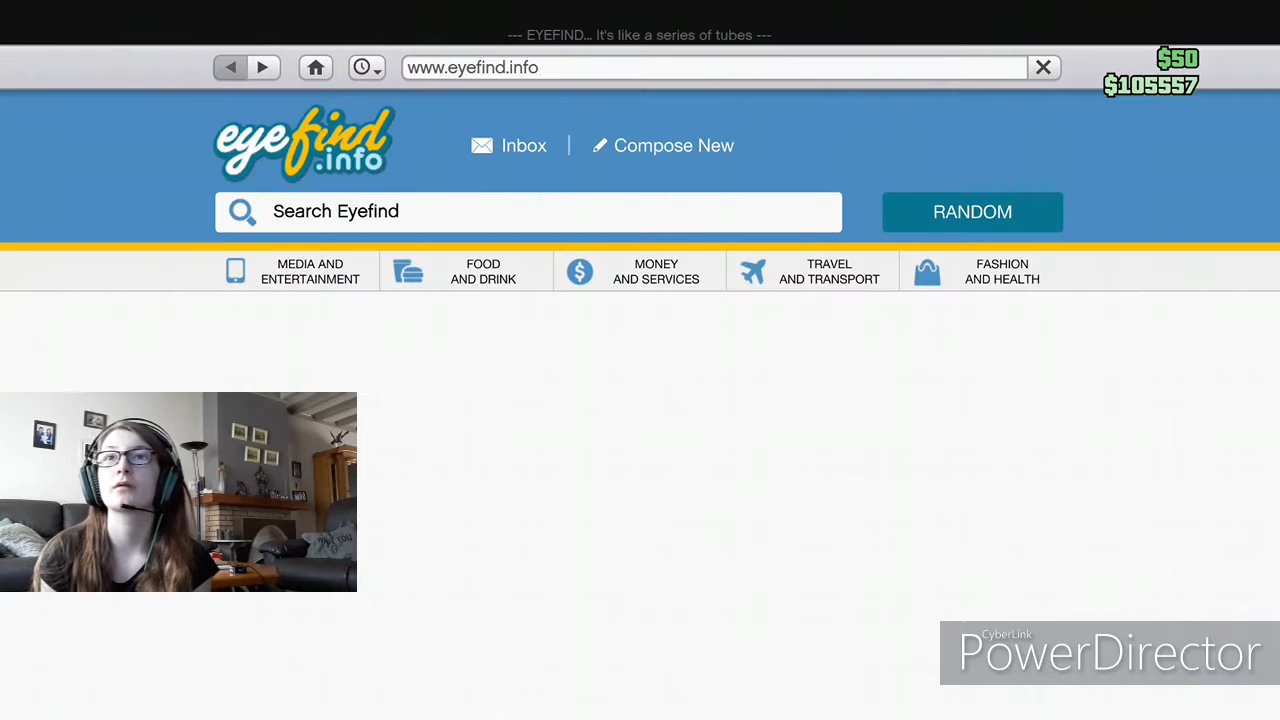 --- EYEFIND... It's like a series of tubes ---
www.eyefind.info
$50
$105557
eyefind
.info
Inbox
Compose New
Search Eyefind
RANDOM
MEDIA AND
ENTERTAINMENT
FOOD
AND DRINK
MONEY
AND SERVICES
TRAVEL
AND TRANSPORT
FASHION
AND HEALTH
CyberLink
PowerDirector